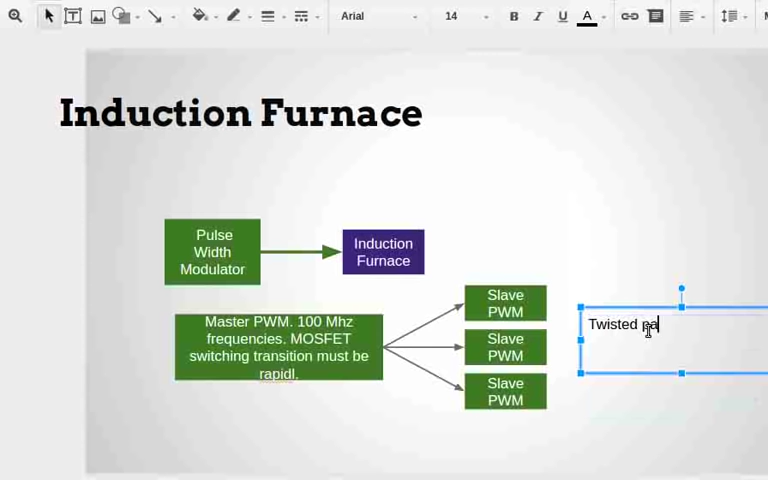 Arial
14
B I U A
Induction Furnace
Pulse
Width
Modulator
Induction
Furnace
Master PWM. 100 Mhz
frequencies. MOSFET
switching transition must be
rapidl.
Slave
PWM
Slave
PWM
Slave
PWM
Twisted pa